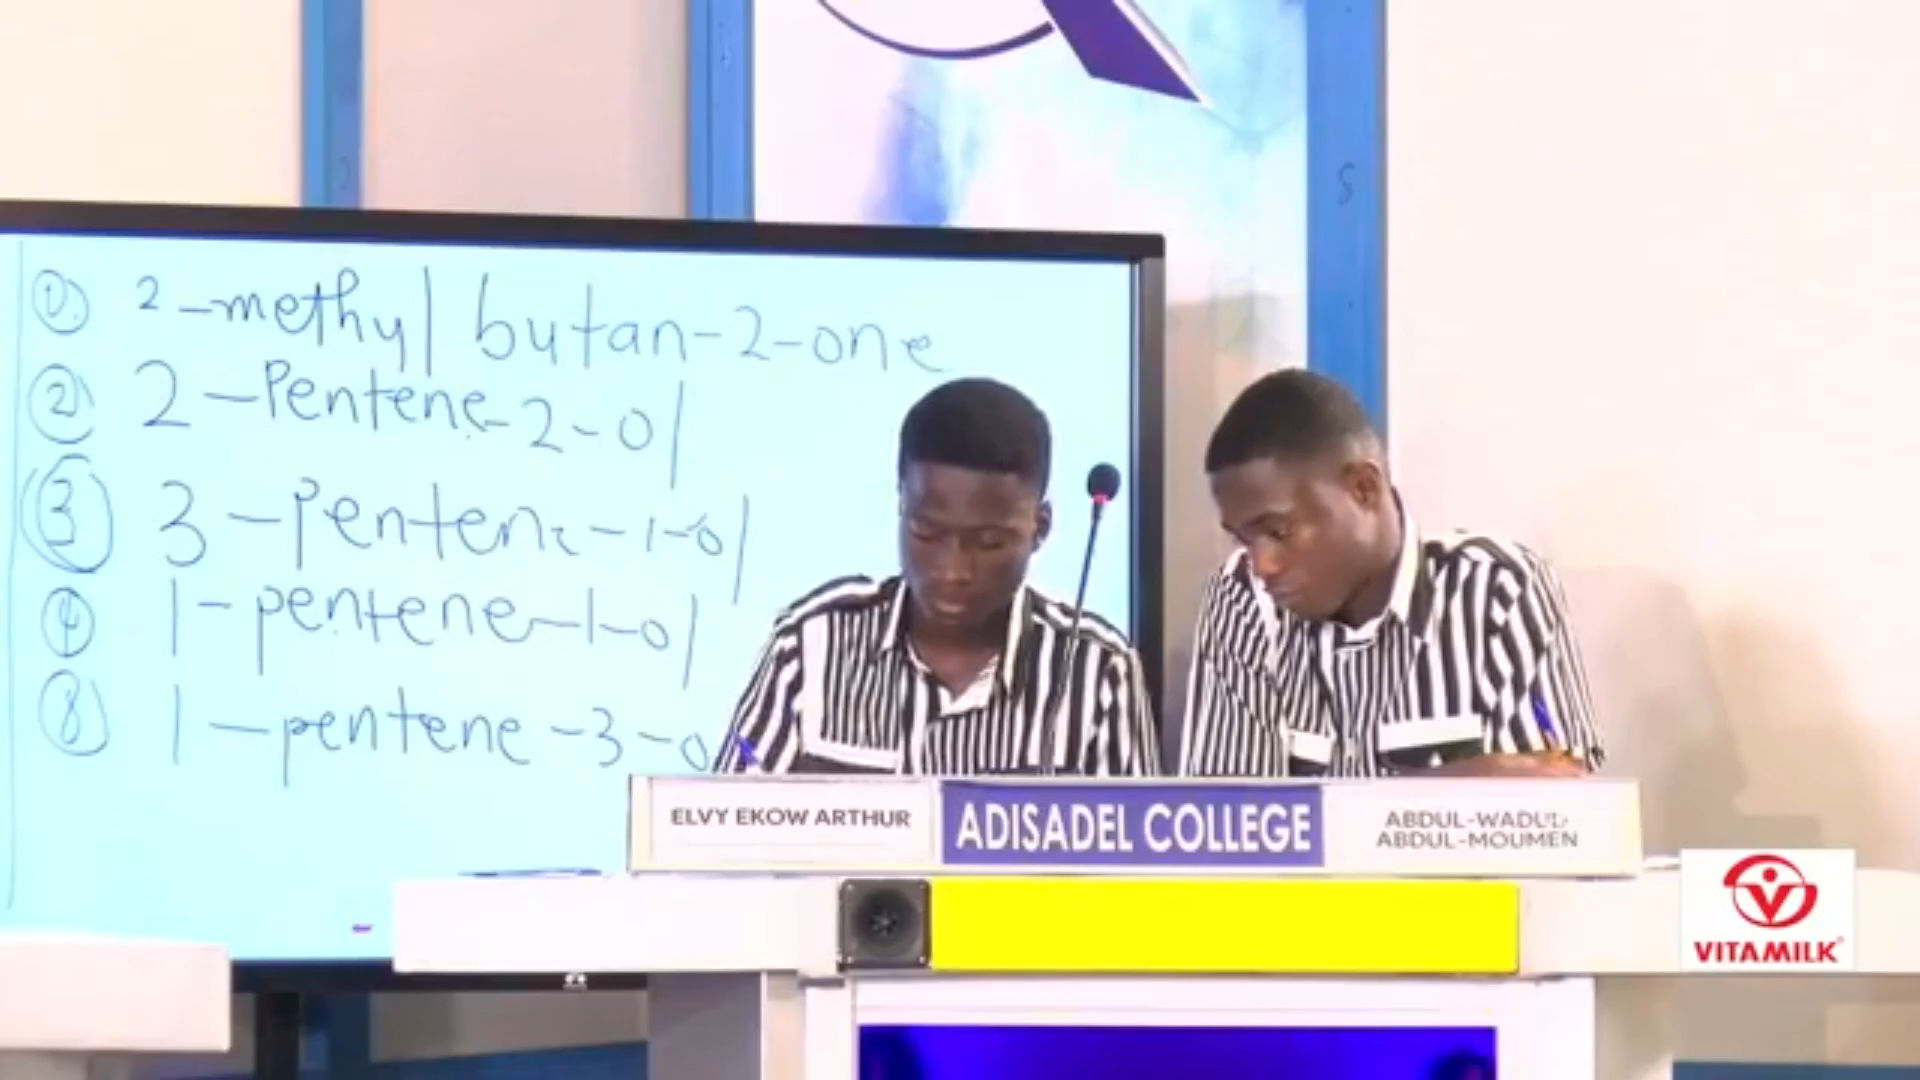 ① 2-methyl butan-2-one
② 2-Pentene-2-ol
③ 3-pentene-1-ol
④ 1-pentene-1-ol
⑧ 1-pentene-3-o
ELVY EKOW ARTHUR
ADISADEL COLLEGE
ABDUL-WADUL-
ABDUL-MOUMEN
VITAMILK